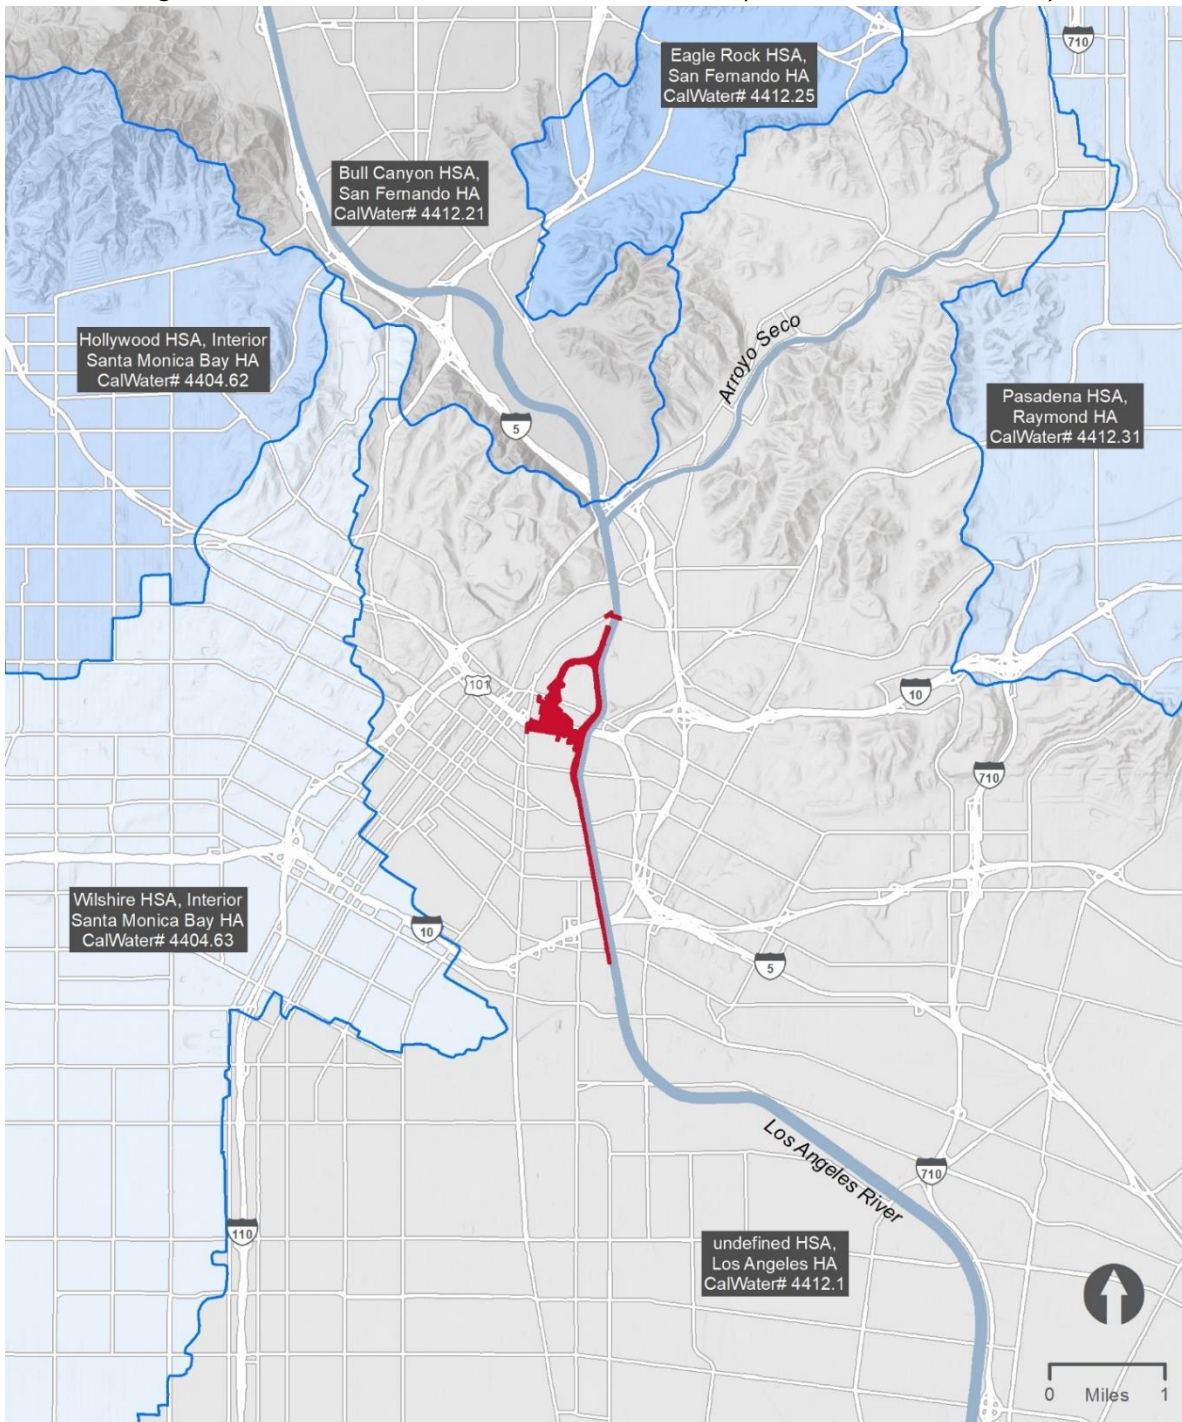 710
Eagle Rock HSA,
San Fernando HA
CalWater# 4412.25
Bull Canyon HSA,
San Fernando HA
CalWater# 4412.21
Hollywood HSA, Interior
Santa Monica Bay HA
CalWater# 4404.62
Arroyo Seco
Pasadena HSA,
Raymond HA
CalWater# 4412.31
5
101
10
710
Wilshire HSA, Interior
Santa Monica Bay HA
CalWater# 4404.63
10
5
Los Angeles River
710
110
undefined HSA,
Los Angeles HA
CalWater# 4412.1
0 Miles 1